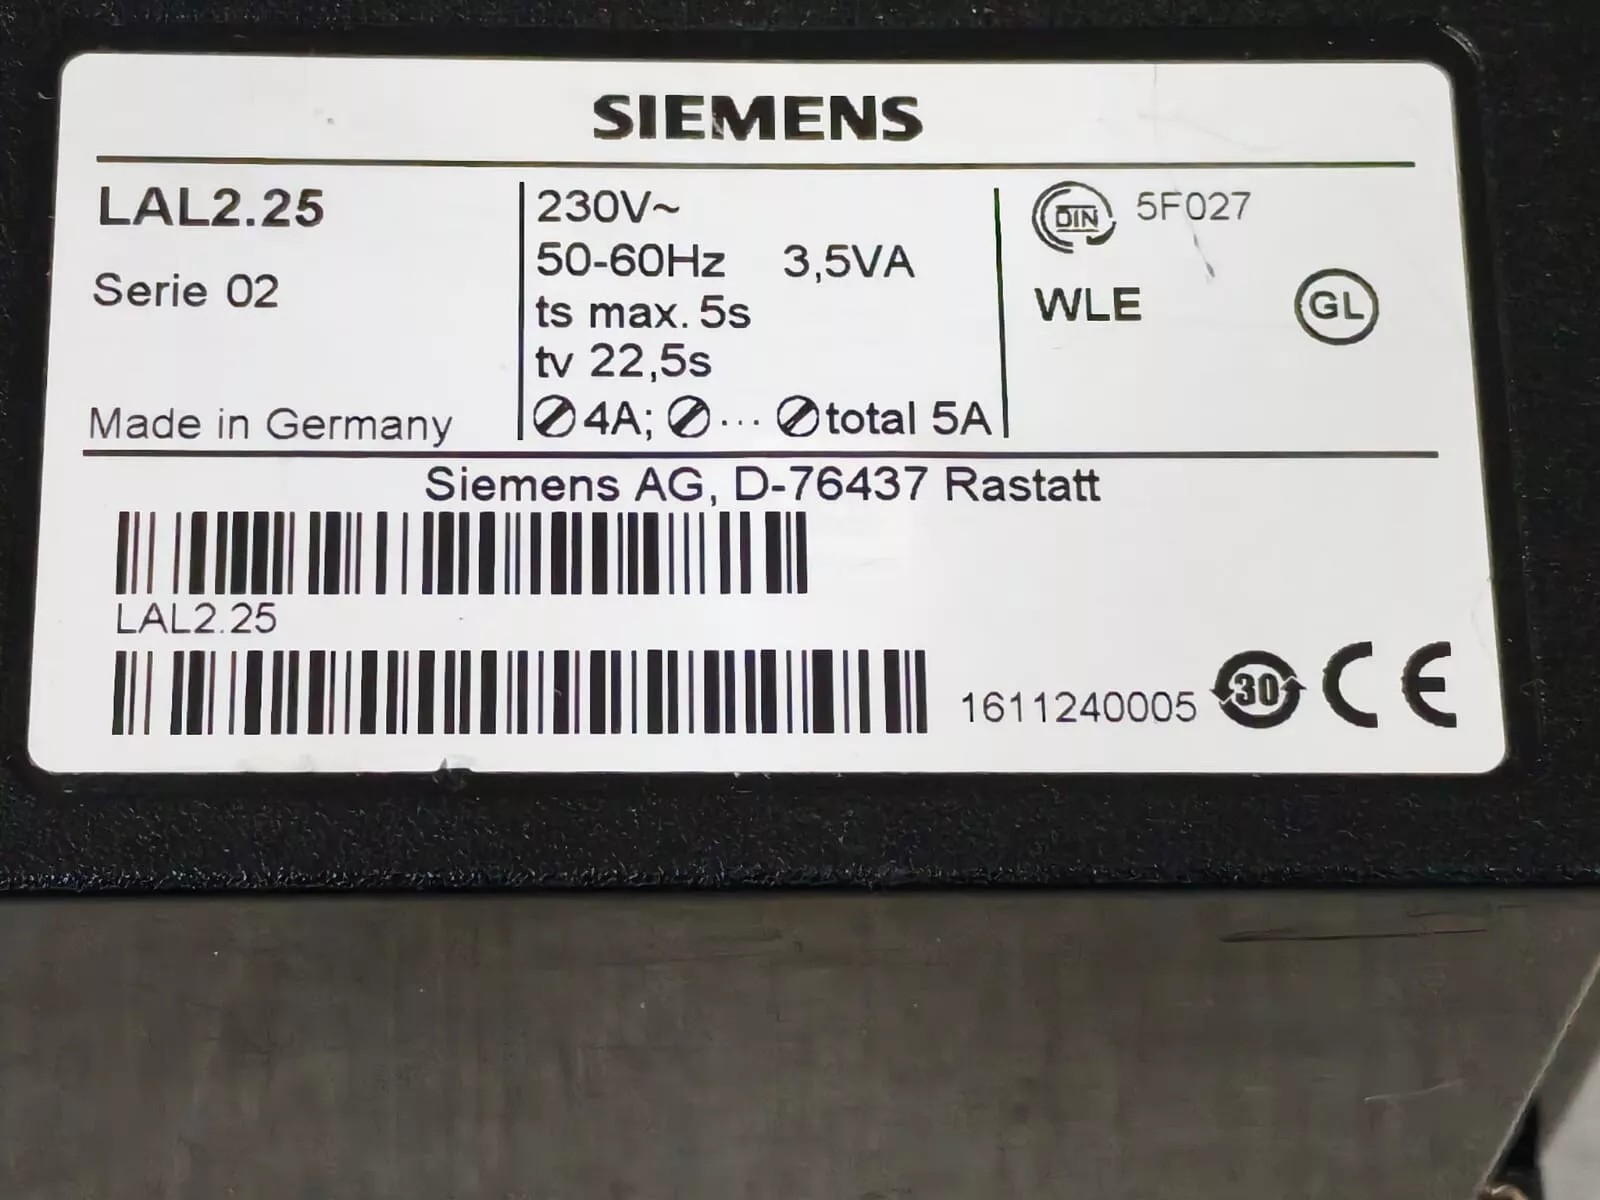 SIEMENS
LAL2.25
Serie 02
Made in Germany
230V~
50-60Hz 3,5VA
ts max. 5s
tv 22,5s
4A; ... total 5A
DIN 5F027
WLE GL
Siemens AG, D-76437 Rastatt
LAL2.25
1611240005 30 CE